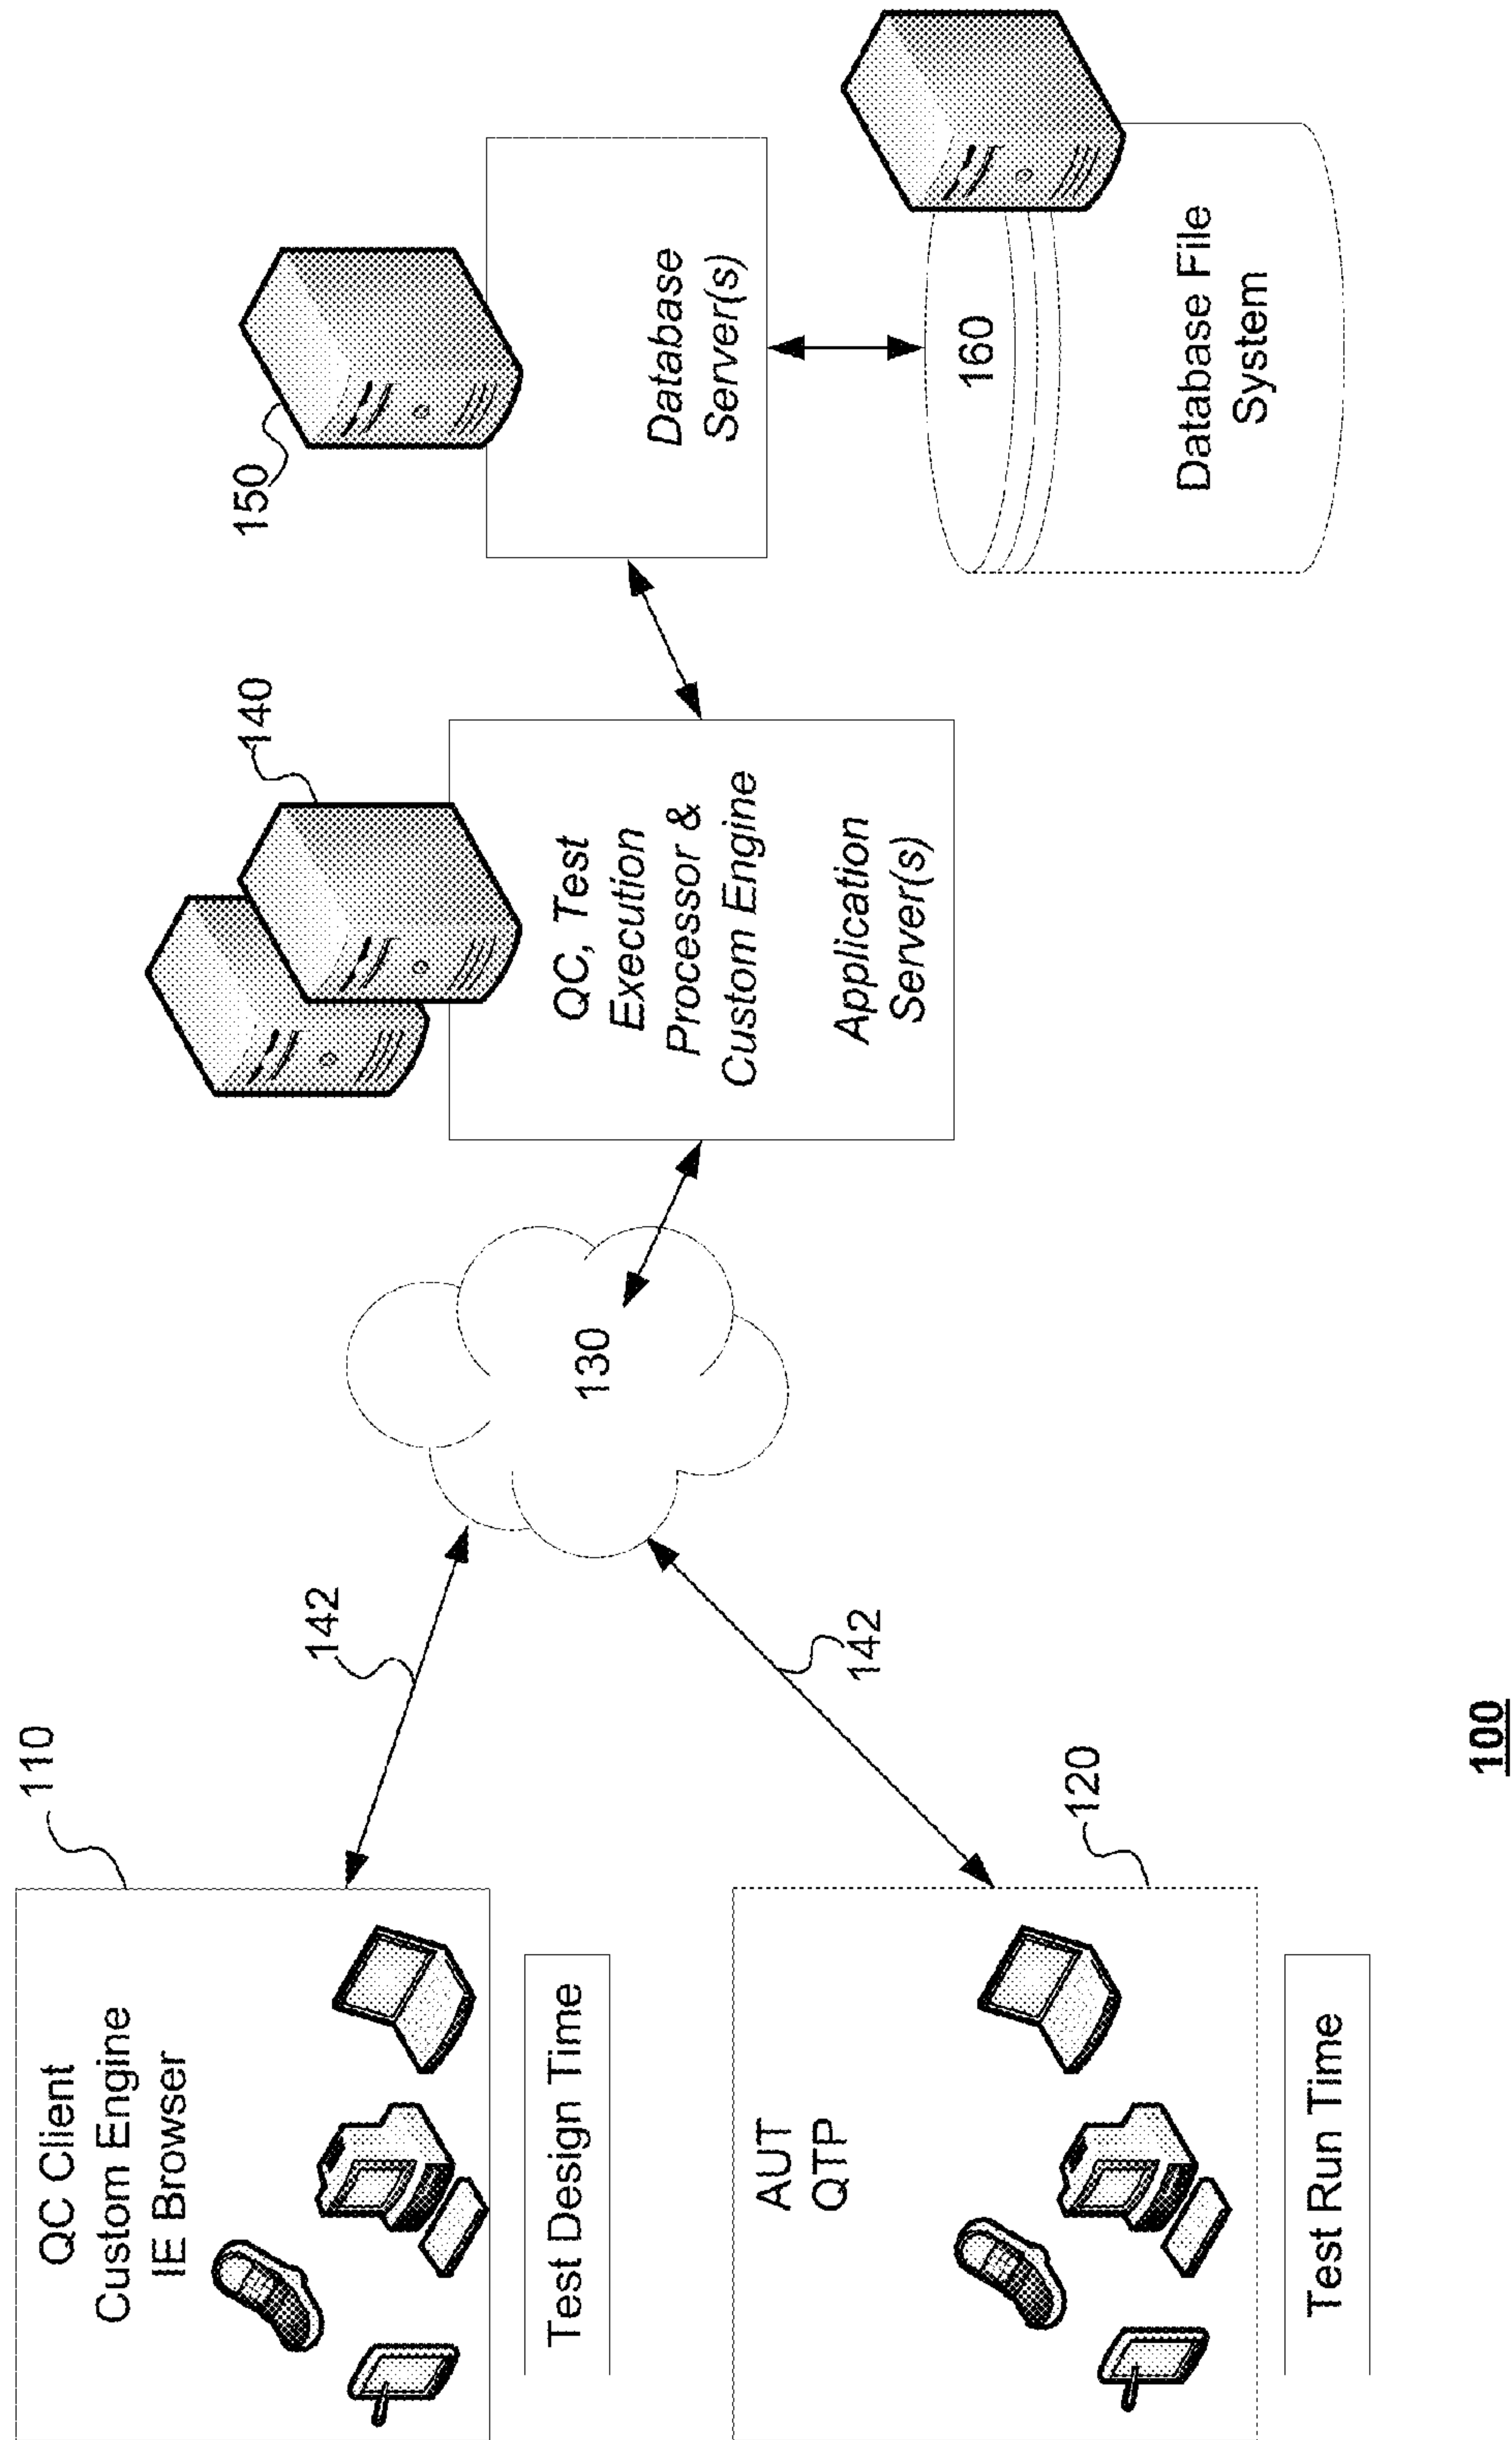 QC Client
Custom Engine
IE Browser
110
Test Design Time
142
AUT
QTP
120
Test Run Time
142
130
140
QC, Test
Execution
Processor &
Custom Engine
Application
Server(s)
150
Database
Server(s)
160
Database File
System
100